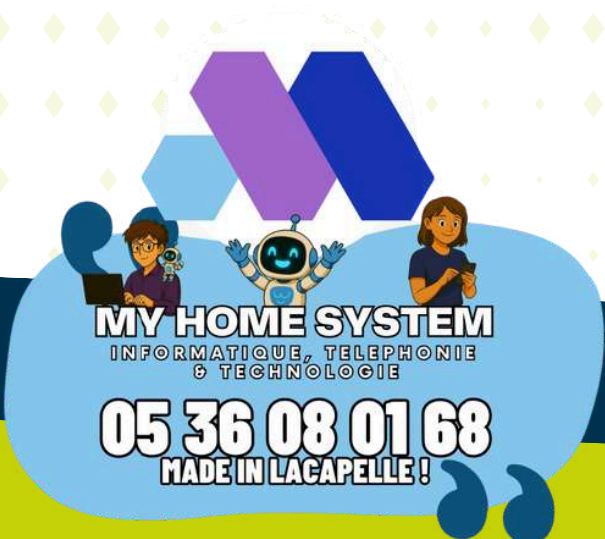 MY HOME SYSTEM
INFORMATIQUE, TELEPHONIE
& TECHNOLOGIE
05 36 08 01 68
MADE IN LACAPELLE !